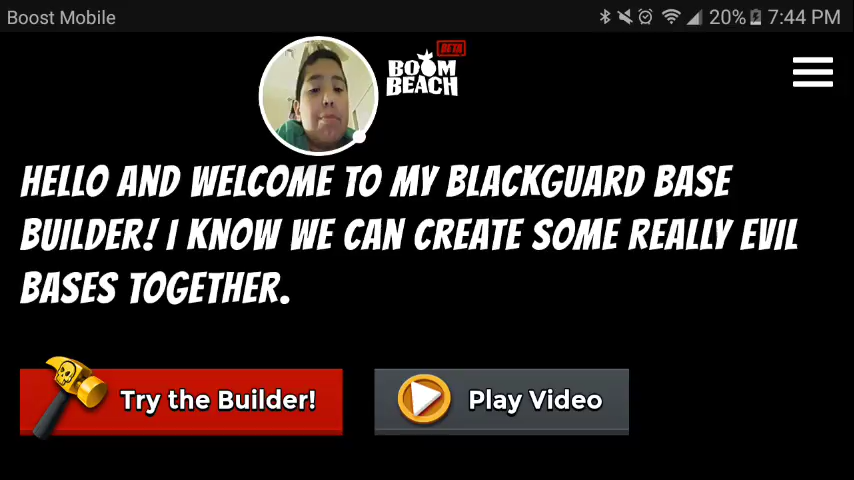 Boost Mobile 20% 7:44 PM
BETA
BOOM
BEACH
HELLO AND WELCOME TO MY BLACKGUARD BASE
BUILDER! I KNOW WE CAN CREATE SOME REALLY EVIL
BASES TOGETHER.
Try the Builder! Play Video